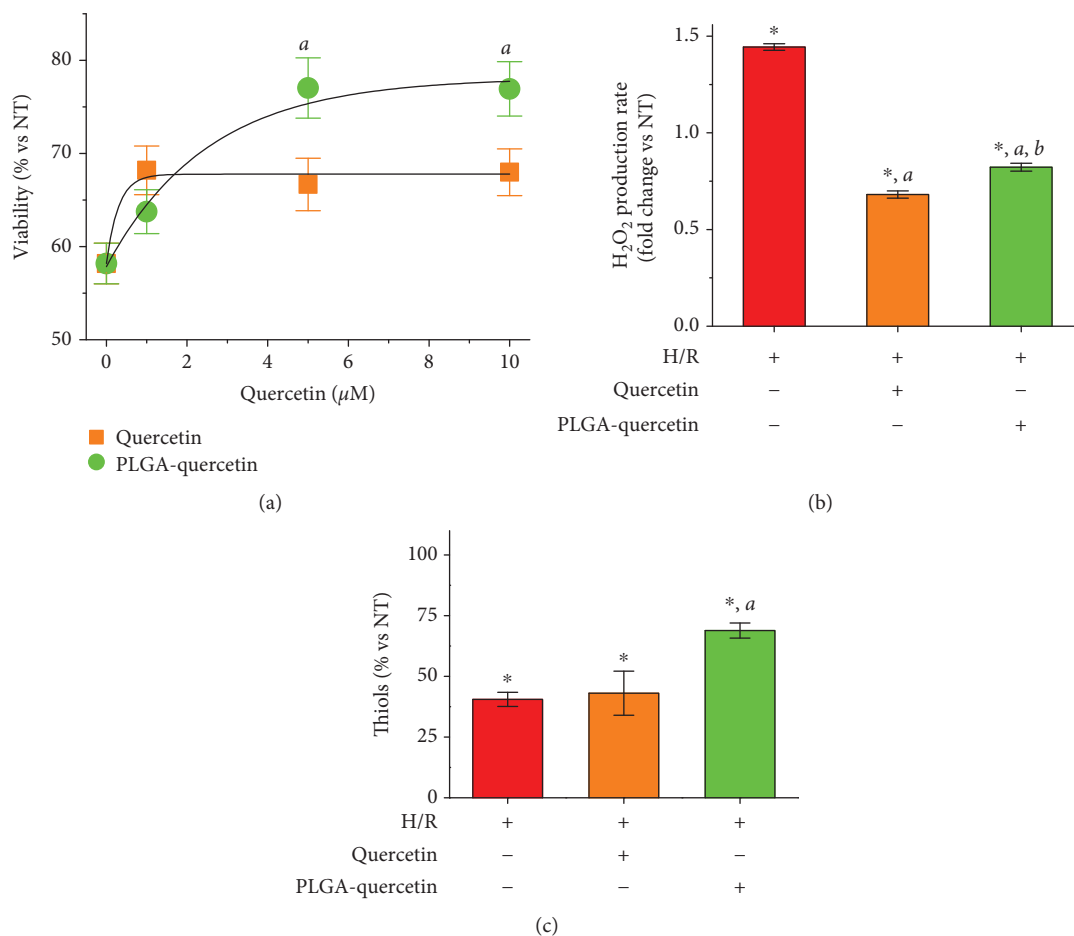 80
70
60
50
Viability (% vs NT)
a
a
0 2 4 6 8 10
Quercetin (μM)
Quercetin
PLGA-quercetin
(a)
1.5
1.0
0.5
0.0
H₂O₂ production rate
(fold change vs NT)
*
*, a
*, a, b
H/R + + +
Quercetin − + −
PLGA-quercetin − − +
(b)
100
75
50
25
0
Thiols (% vs NT)
*
*
*, a
H/R + + +
Quercetin − + −
PLGA-quercetin − − +
(c)